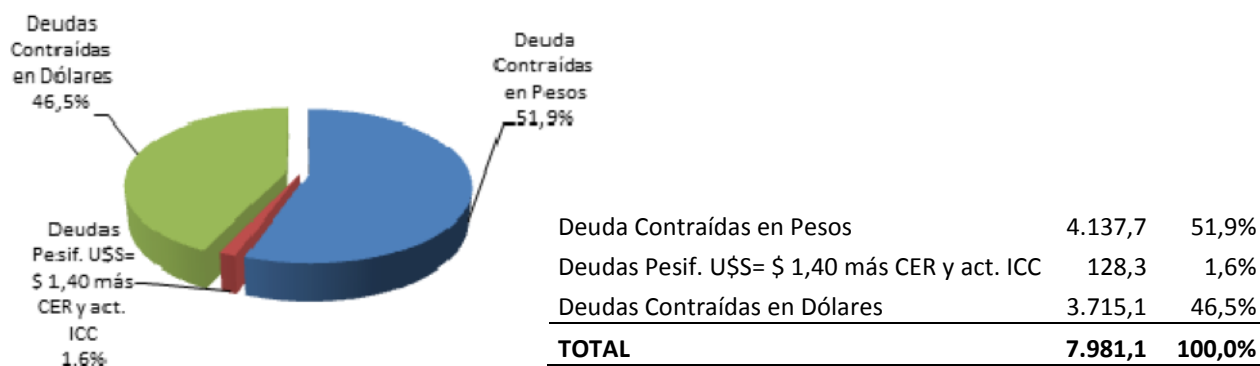 Deudas
Contraídas
en Dólares
46,5%
Deuda
Contraídas
en Pesos
51,9%
Deudas
Pesif. U$S=
$ 1,40 más
CER y act.
ICC
1,6%
Deuda Contraídas en Pesos 4.137,7 51,9%
Deudas Pesif. U$S= $ 1,40 más CER y act. ICC 128,3 1,6%
Deudas Contraídas en Dólares 3.715,1 46,5%
TOTAL 7.981,1 100,0%